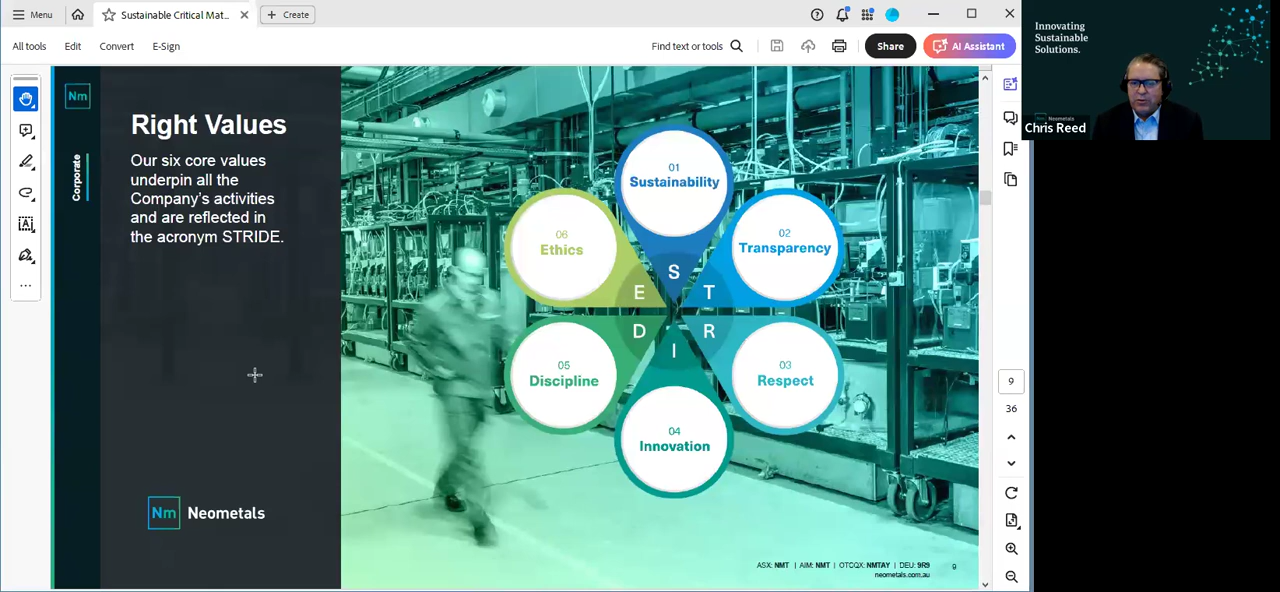 Menu
Sustainable Critical Mat...
Create
All tools
Edit
Convert
E-Sign
Find text or tools
Share
AI Assistant
Nm
Corporate
Right Values
Our six core values
underpin all the
Company's activities
and are reflected in
the acronym STRIDE.
Nm Neometals
01
Sustainability
02
Transparency
03
Respect
04
Innovation
05
Discipline
06
Ethics
S
T
R
I
D
E
ASX: NMT | AIM: NMT | OTCQX: NMTAY | DEU: 9R9
neometals.com.au
9
9
36
Innovating
Sustainable
Solutions.
Nm Neometals
Chris Reed